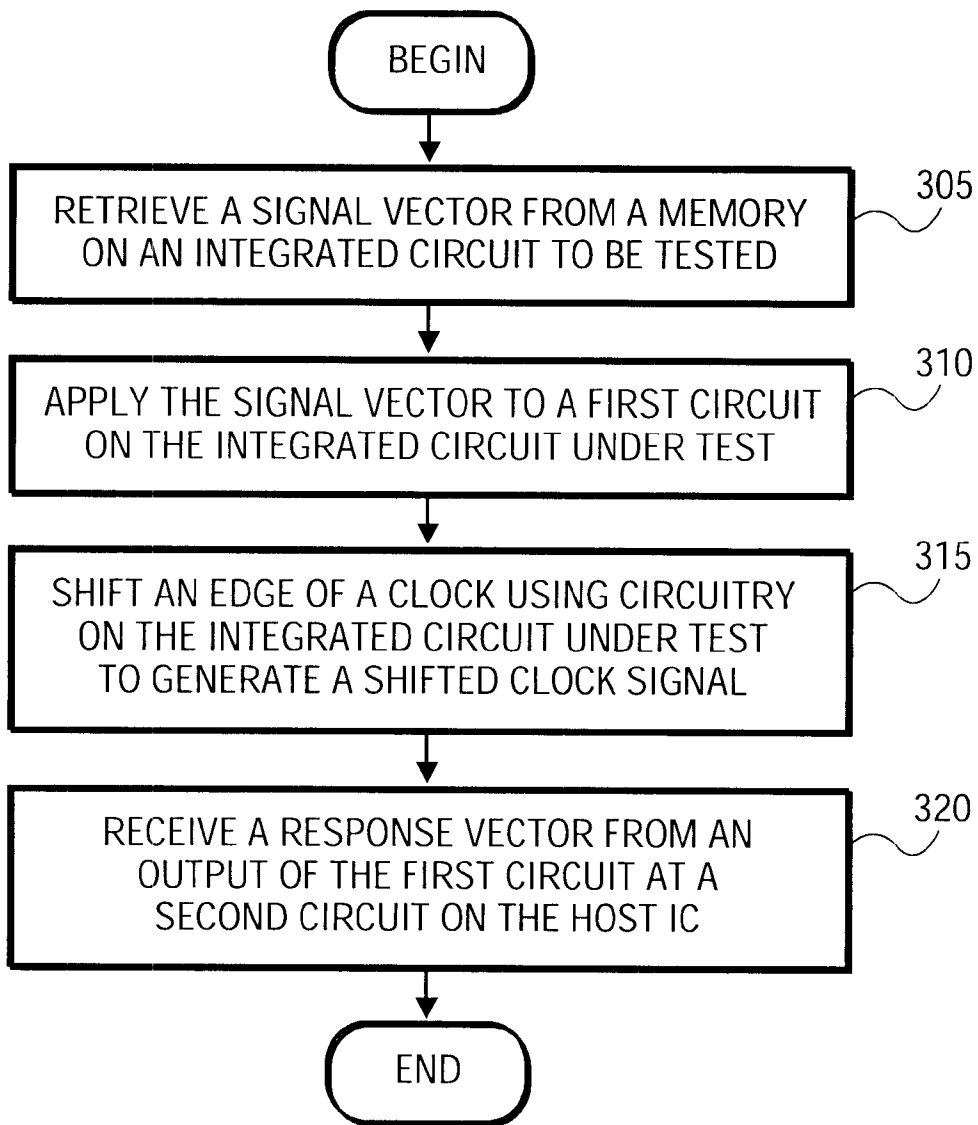 BEGIN
305
RETRIEVE A SIGNAL VECTOR FROM A MEMORY
ON AN INTEGRATED CIRCUIT TO BE TESTED
310
APPLY THE SIGNAL VECTOR TO A FIRST CIRCUIT
ON THE INTEGRATED CIRCUIT UNDER TEST
315
SHIFT AN EDGE OF A CLOCK USING CIRCUITRY
ON THE INTEGRATED CIRCUIT UNDER TEST
TO GENERATE A SHIFTED CLOCK SIGNAL
320
RECEIVE A RESPONSE VECTOR FROM AN
OUTPUT OF THE FIRST CIRCUIT AT A
SECOND CIRCUIT ON THE HOST IC
END